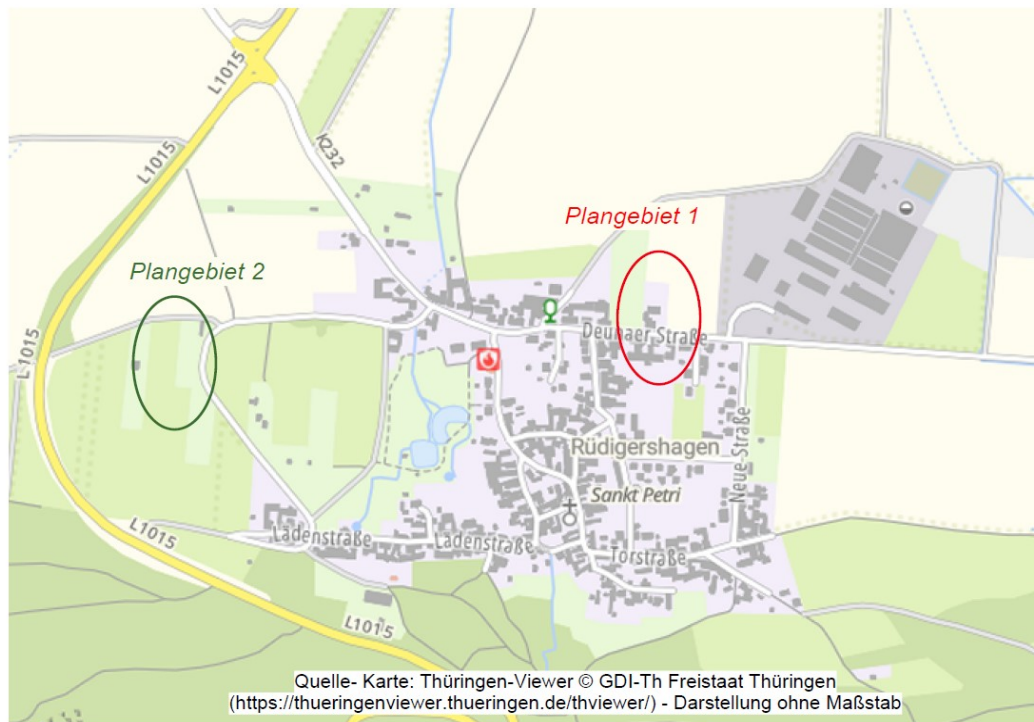 L1015
K232
L1015
Plangebiet 1
Plangebiet 2
Deunaer Straße
L1015
Rüdigershagen
Neue-Straße
Sankt Petri
L1015
Ladenstraße
Ladenstraße
Torstraße
L1015
Quelle- Karte: Thüringen-Viewer © GDI-Th Freistaat Thüringen
(https://thueringenviewer.thueringen.de/thviewer/) - Darstellung ohne Maßstab